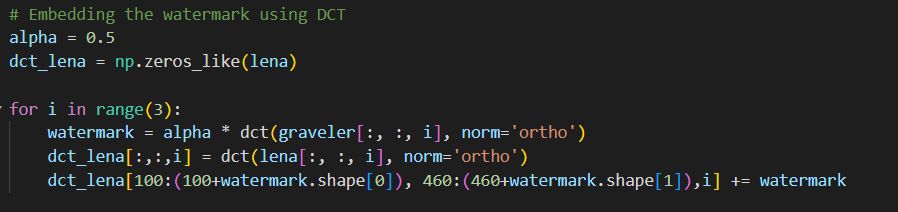 # Embedding the watermark using DCT
alpha = 0.5
dct_lena = np.zeros_like(lena)
for i in range(3):
    watermark = alpha * dct(graveler[:, :, i], norm='ortho')
    dct_lena[:,:,i] = dct(lena[:, :, i], norm='ortho')
    dct_lena[100:(100+watermark.shape[0]), 460:(460+watermark.shape[1]),i] += watermark